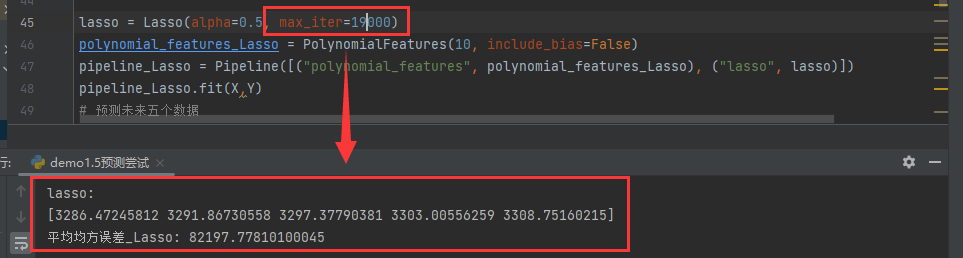 44
45 lasso = Lasso(alpha=0.5, max_iter=19000)
46 polynomial_features_Lasso = PolynomialFeatures(10, include_bias=False)
47 pipeline_Lasso = Pipeline([("polynomial_features", polynomial_features_Lasso), ("lasso", lasso)])
48 pipeline_Lasso.fit(X,Y)
49 # 预测未来五个数据
行: demo1.5预测尝试 ×
lasso:
[3286.47245812 3291.86730558 3297.37790381 3303.00556259 3308.75160215]
平均均方误差_Lasso: 82197.77810100045